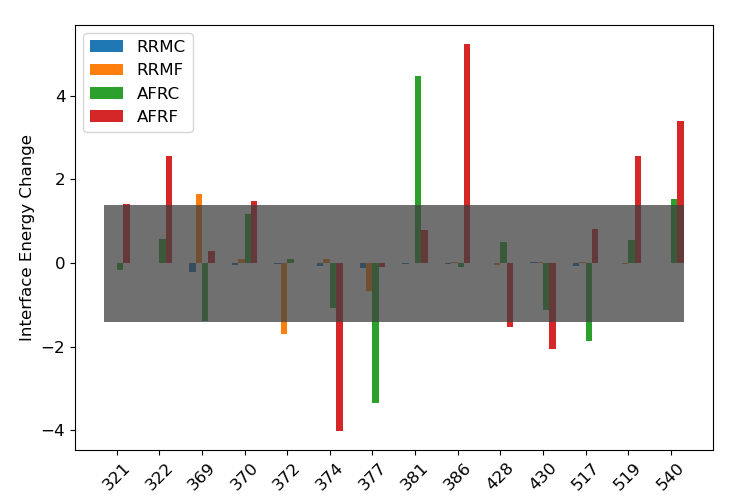 RRMC
RRMF
AFRC
AFRF
Interface Energy Change
4
2
0
−2
−4
321 322 369 370 372 374 377 381 386 428 430 517 519 540